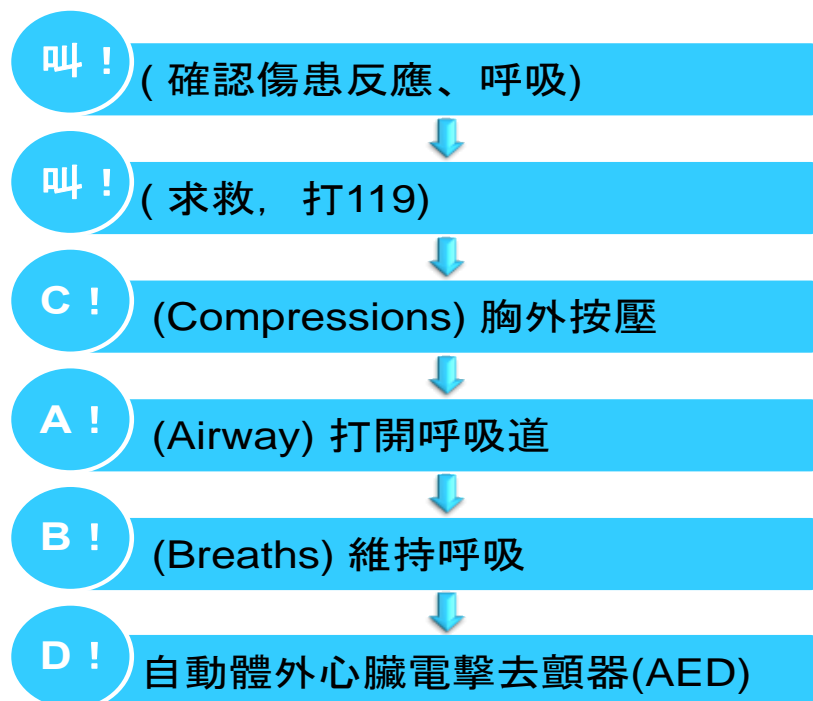 叫！
( 確認傷患反應、呼吸)
叫！
( 求救，打119)
C！
(Compressions) 胸外按壓
A！
(Airway) 打開呼吸道
B！
(Breaths) 維持呼吸
D！
自動體外心臟電擊去顫器(AED)